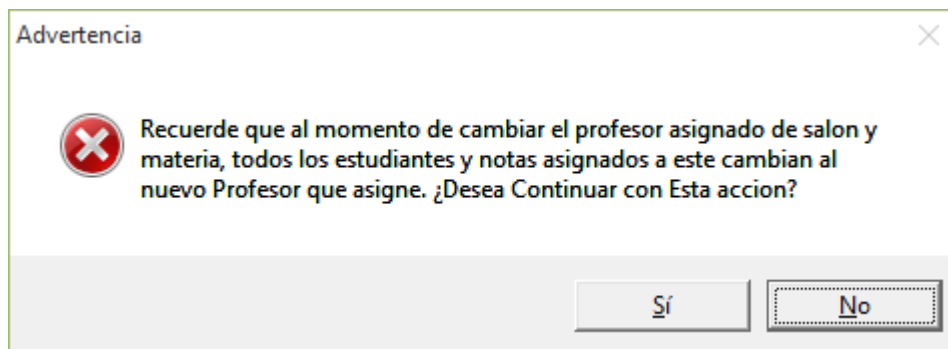 Advertencia
Recuerde que al momento de cambiar el profesor asignado de salon y
materia, todos los estudiantes y notas asignados a este cambian al
nuevo Profesor que asigne. ¿Desea Continuar con Esta accion?
Sí
No